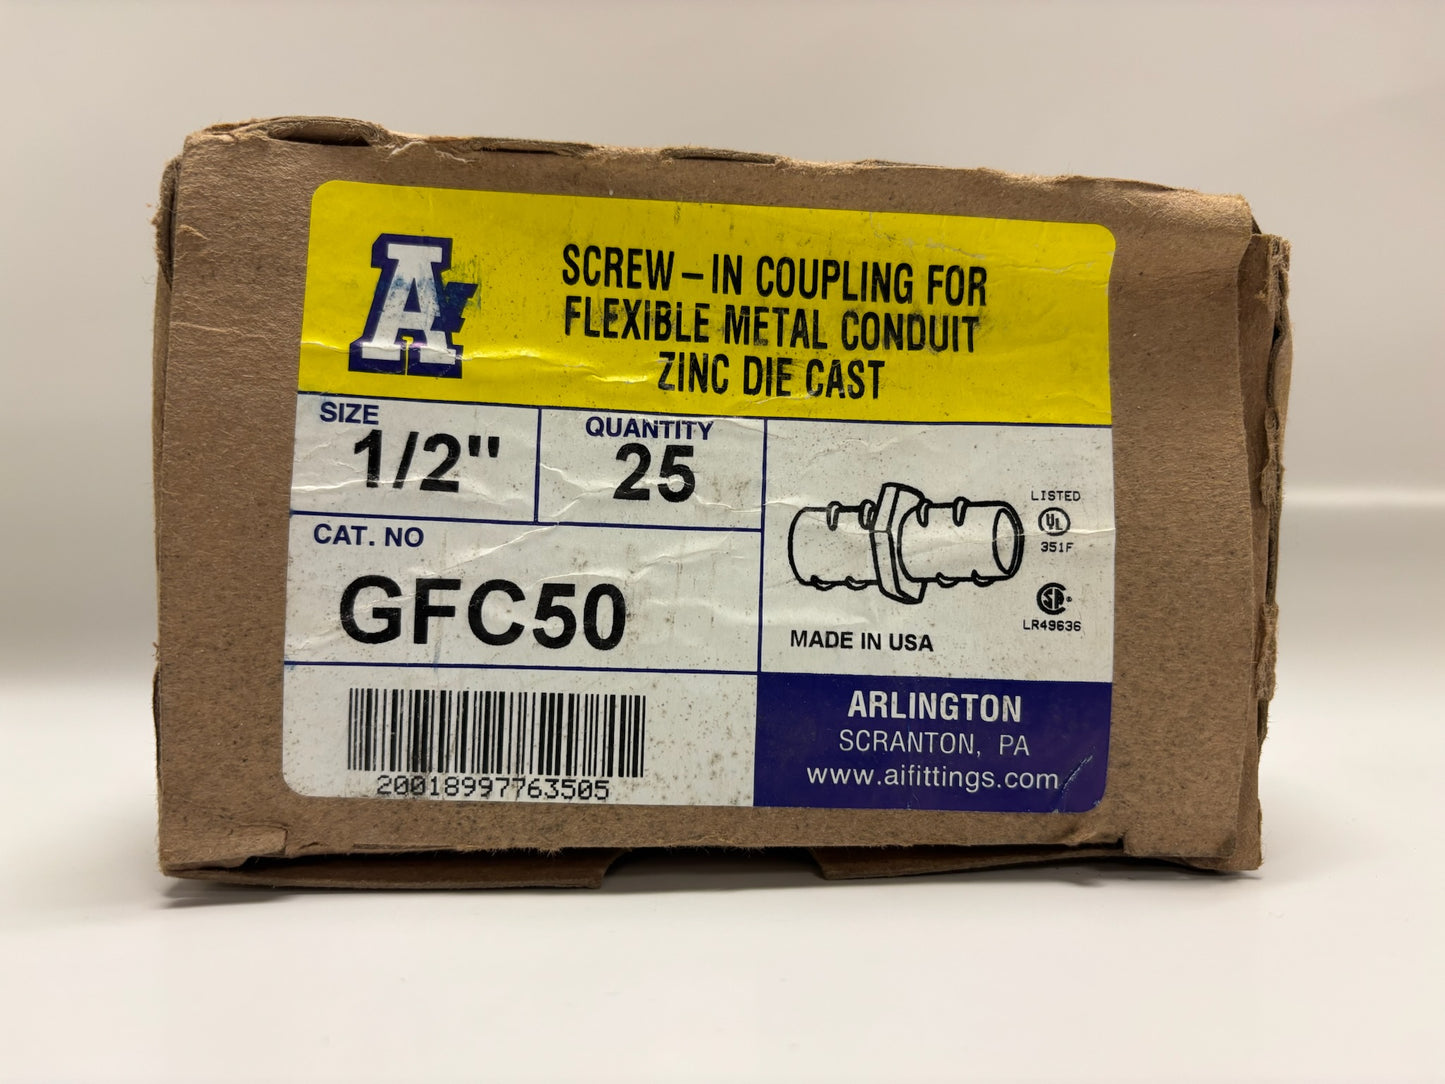 A
SCREW-IN COUPLING FOR
FLEXIBLE METAL CONDUIT
ZINC DIE CAST
SIZE
1/2"
QUANTITY
25
CAT. NO
GFC50
LISTED
UL
351F
SA
LR49636
MADE IN USA
20018997763505
ARLINGTON
SCRANTON, PA
www.aifittings.com